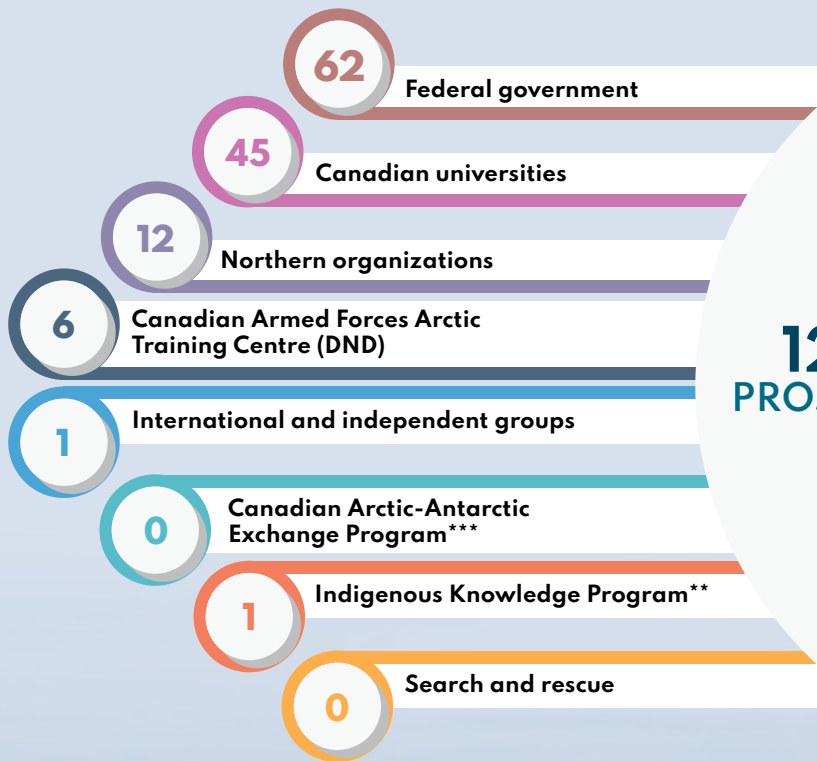 62
Federal government
45
Canadian universities
12
Northern organizations
6
Canadian Armed Forces Arctic
Training Centre (DND)
1
International and independent groups
0
Canadian Arctic-Antarctic
Exchange Program***
1
Indigenous Knowledge Program**
0
Search and rescue